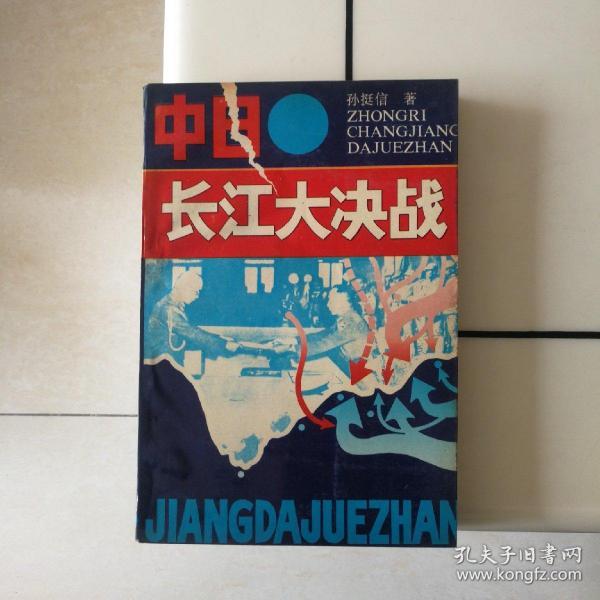 中日
孙挺信 著
ZHONGRI
CHANGJIANG
DAJUEZHAN
长江大决战
JIANGDAJUEZHAN
孔夫子旧书网
www.kongfz.com